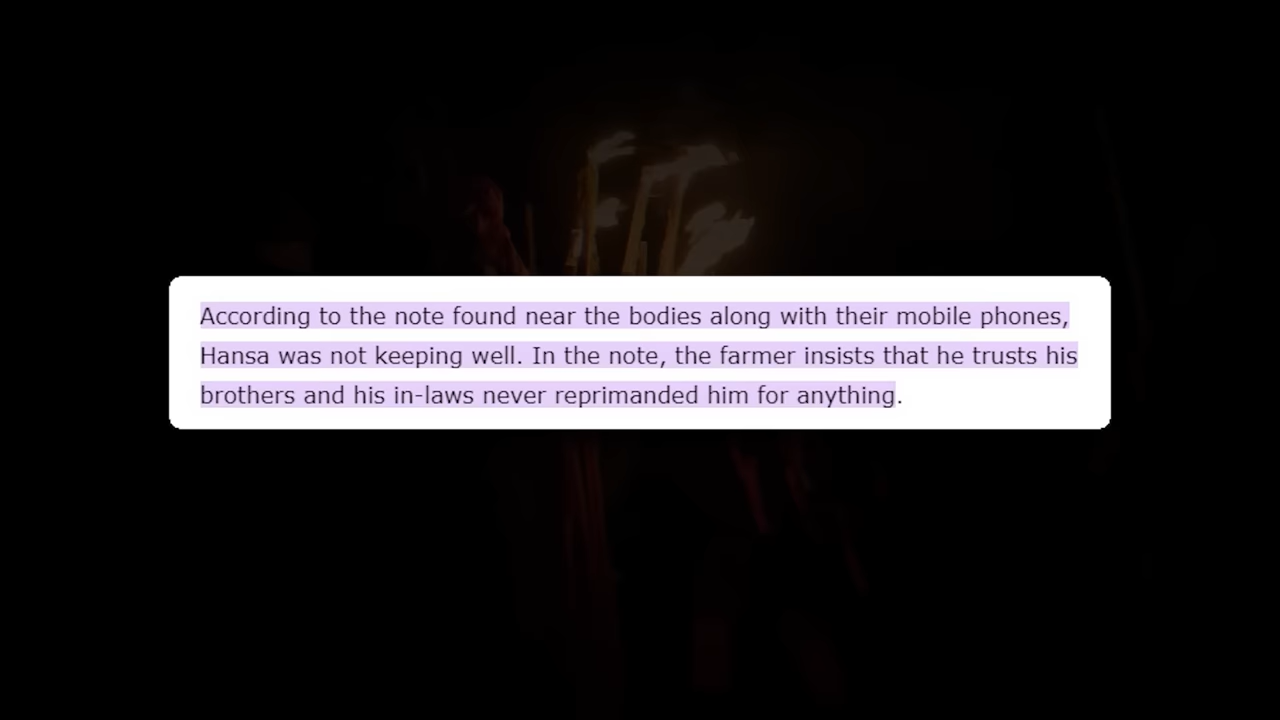 According to the note found near the bodies along with their mobile phones,
Hansa was not keeping well. In the note, the farmer insists that he trusts his
brothers and his in-laws never reprimanded him for anything.